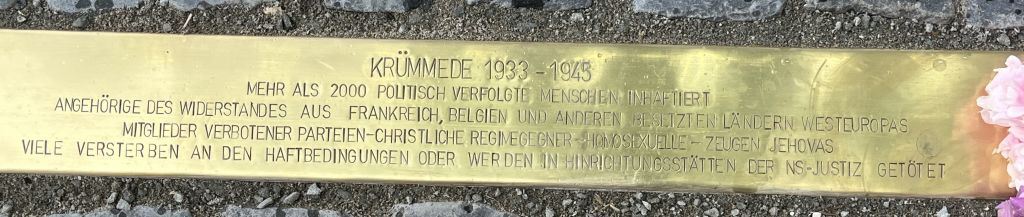 KRÜMMEDE 1933 - 1945
MEHR ALS 2000 POLITISCH VERFOLGTE MENSCHEN INHAFTIERT
ANGEHÖRIGE DES WIDERSTANDES AUS FRANKREICH, BELGIEN UND ANDEREN BESETZTEN LÄNDERN WESTEUROPAS
MITGLIEDER VERBOTENER PARTEIEN-CHRISTLICHE REGIMEGEGNER-HOMOSEXUELLE- ZEUGEN JEHOVAS
VIELE VERSTERBEN AN DEN HAFTBEDINGUNGEN ODER WERDEN IN HINRICHTUNGSSTÄTTEN DER NS-JUSTIZ GETÖTET